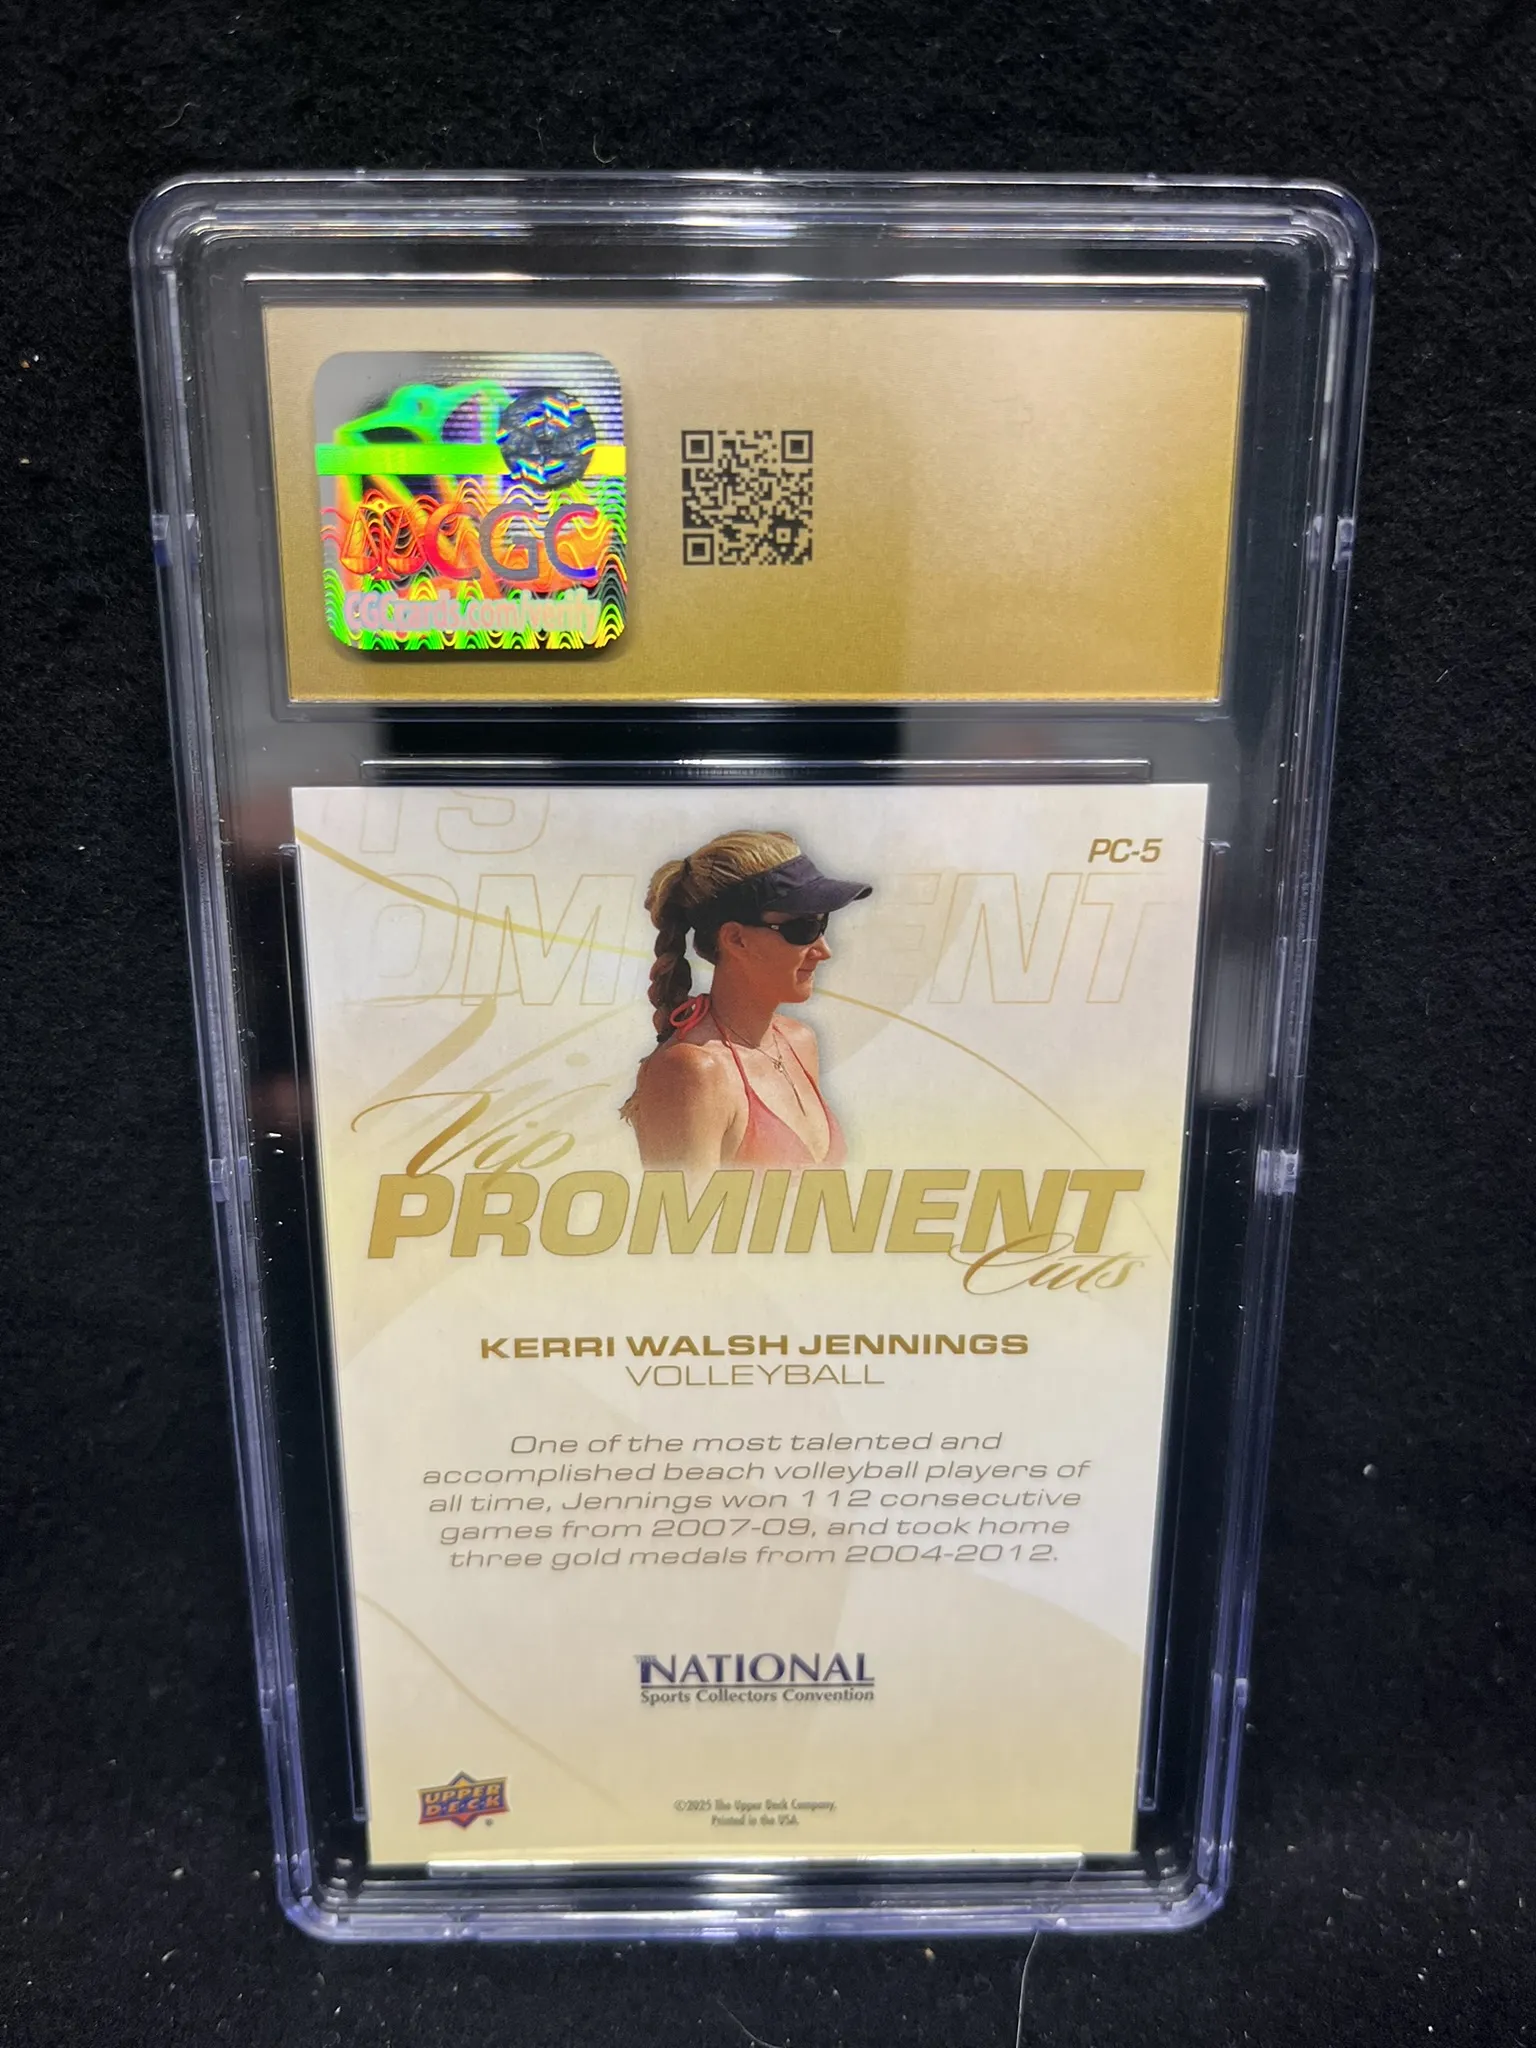 CGC
CGCcards.com/verify
PC-5
Vip
PROMINENT
Cuts
KERRI WALSH JENNINGS
VOLLEYBALL
One of the most talented and
accomplished beach volleyball players of
all time, Jennings won 112 consecutive
games from 2007-09, and took home
three gold medals from 2004-2012.
THE NATIONAL
Sports Collectors Convention
UPPER
DECK
©2025 The Upper Deck Company.
Printed in the USA.